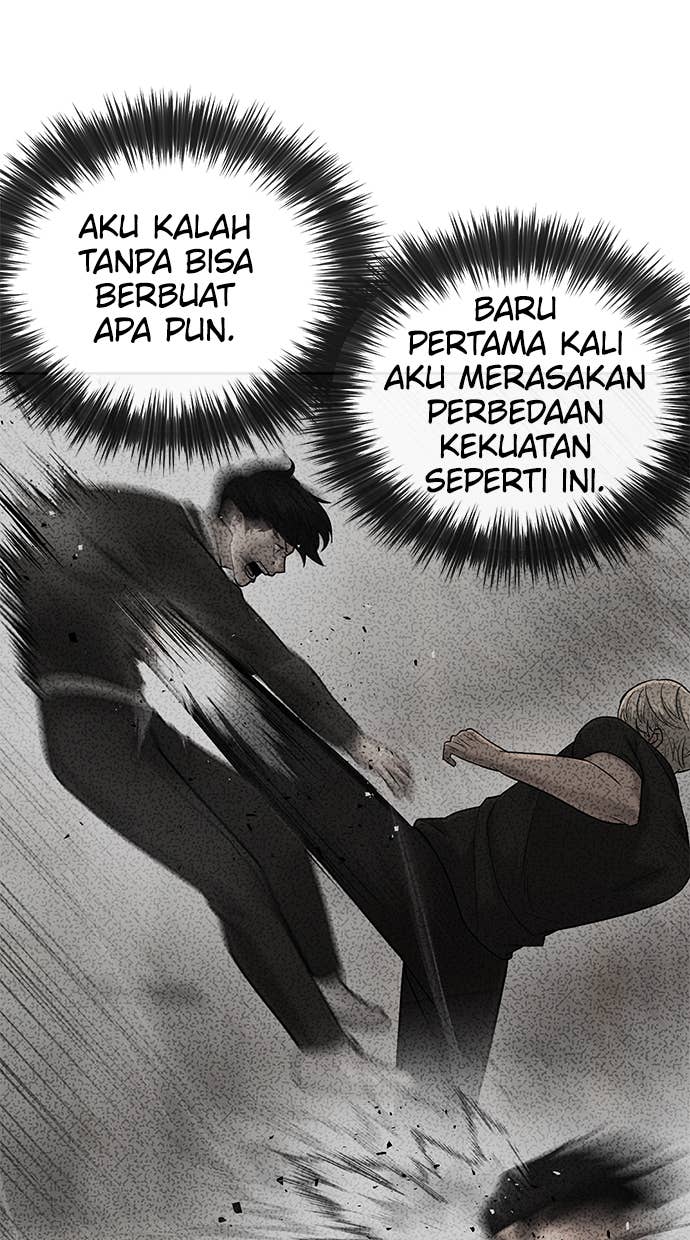 AKU KALAH
TANPA BISA
BERBUAT
APA PUN.
BARU
PERTAMA KALI
AKU MERASAKAN
PERBEDAAN
KEKUATAN
SEPERTI INI.